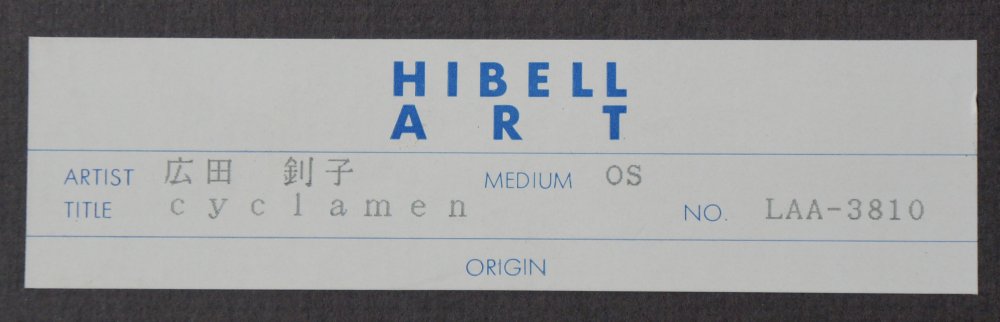 HIBELL
ART
ARTIST 広田 釗子 MEDIUM OS
TITLE cyclamen NO. LAA-3810
ORIGIN